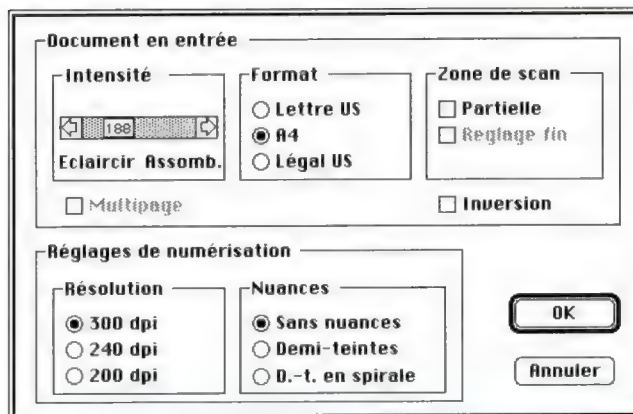 Document en entrée
Intensité
188
Eclaircir Assomb.
Format
Lettre US
A4
Légal US
Zone de scan
Partielle
Reglage fin
Multipage
Inversion
Réglages de numérisation
Résolution
300 dpi
240 dpi
200 dpi
Nuances
Sans nuances
Demi-teintes
D.-t. en spirale
OK
Annuler